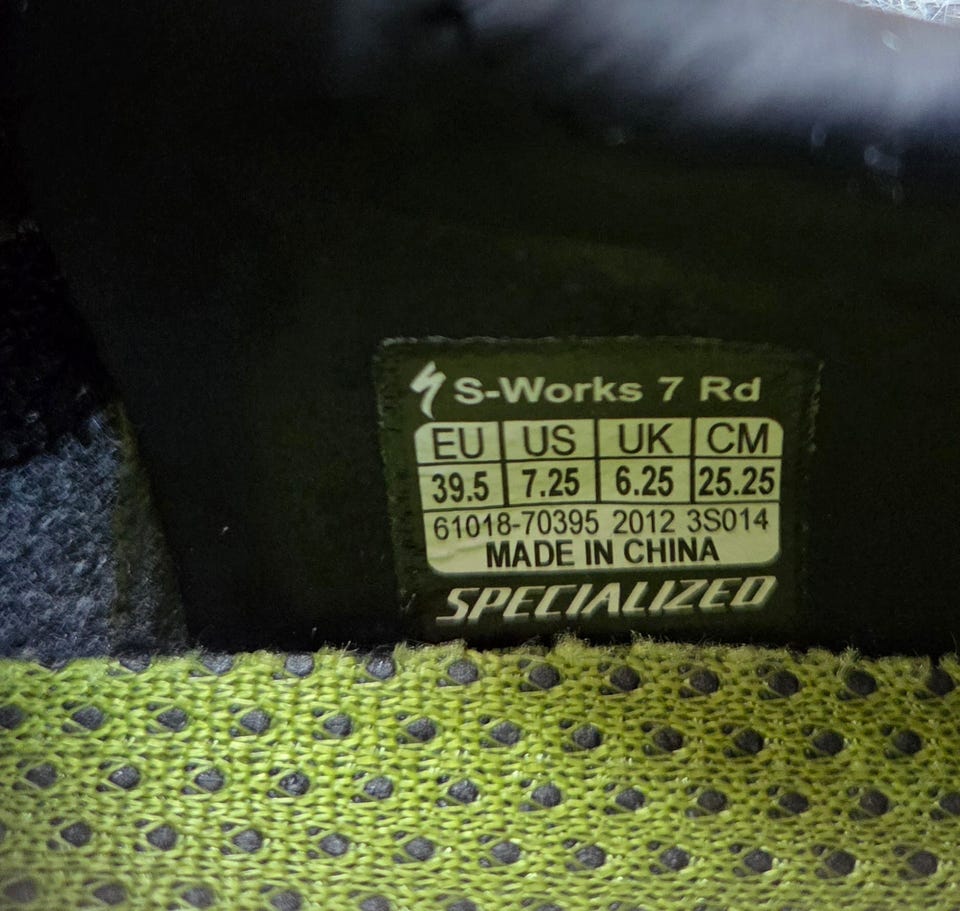 S-Works 7 Rd
EU US UK CM
39.5 7.25 6.25 25.25
61018-70395 2012 3S014
MADE IN CHINA
SPECIALIZED